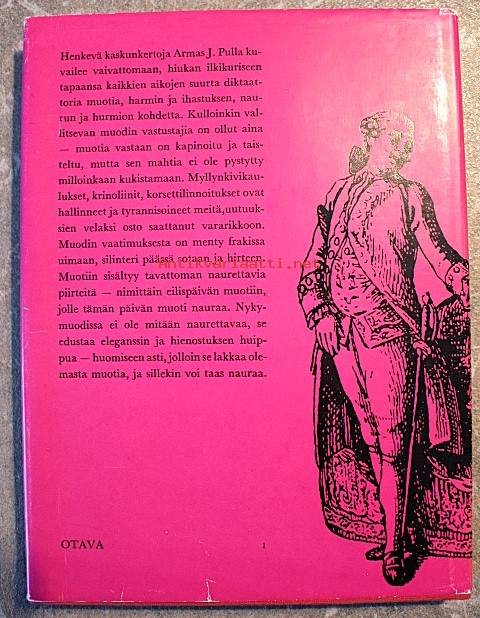 Henkevä kaskunkertoja Armas J. Pulla ku-
vailee vaivattomaan, hiukan ilkikuriseen
tapaansa kaikkien aikojen suurta diktaat-
toria muotia, harmin ja ihastuksen, nau-
run ja hurmion kohdetta. Kulloinkin val-
litsevan muodin vastustajia on ollut aina
— muotia vastaan on kapinoitu ja tais-
teltu, mutta sen mahtia ei ole pystytty
milloinkaan kukistamaan. Myllynkivikau-
lukset, krinoliinit, korsettilinnoitukset ovat
hallinneet ja tyrannisoineet meitä,uutuuk-
sien velaksi osto saattanut vararikkoon.
Muodin vaatimuksesta on menty frakissa
uimaan, silinteri päässä sotaan ja hirteen.
Antikvariaatti.net
Muotiin sisältyy tavattoman naurettavia
piirteitä — nimittäin eilispäivän muotiin,
jolle tämän päivän muoti nauraa. Nyky-
muodissa ei ole mitään naurettavaa, se
edustaa eleganssin ja hienostuksen huip-
pua — huomiseen asti, jolloin se lakkaa ole-
masta muotia, ja sillekin voi taas nauraa.
OTAVA 1